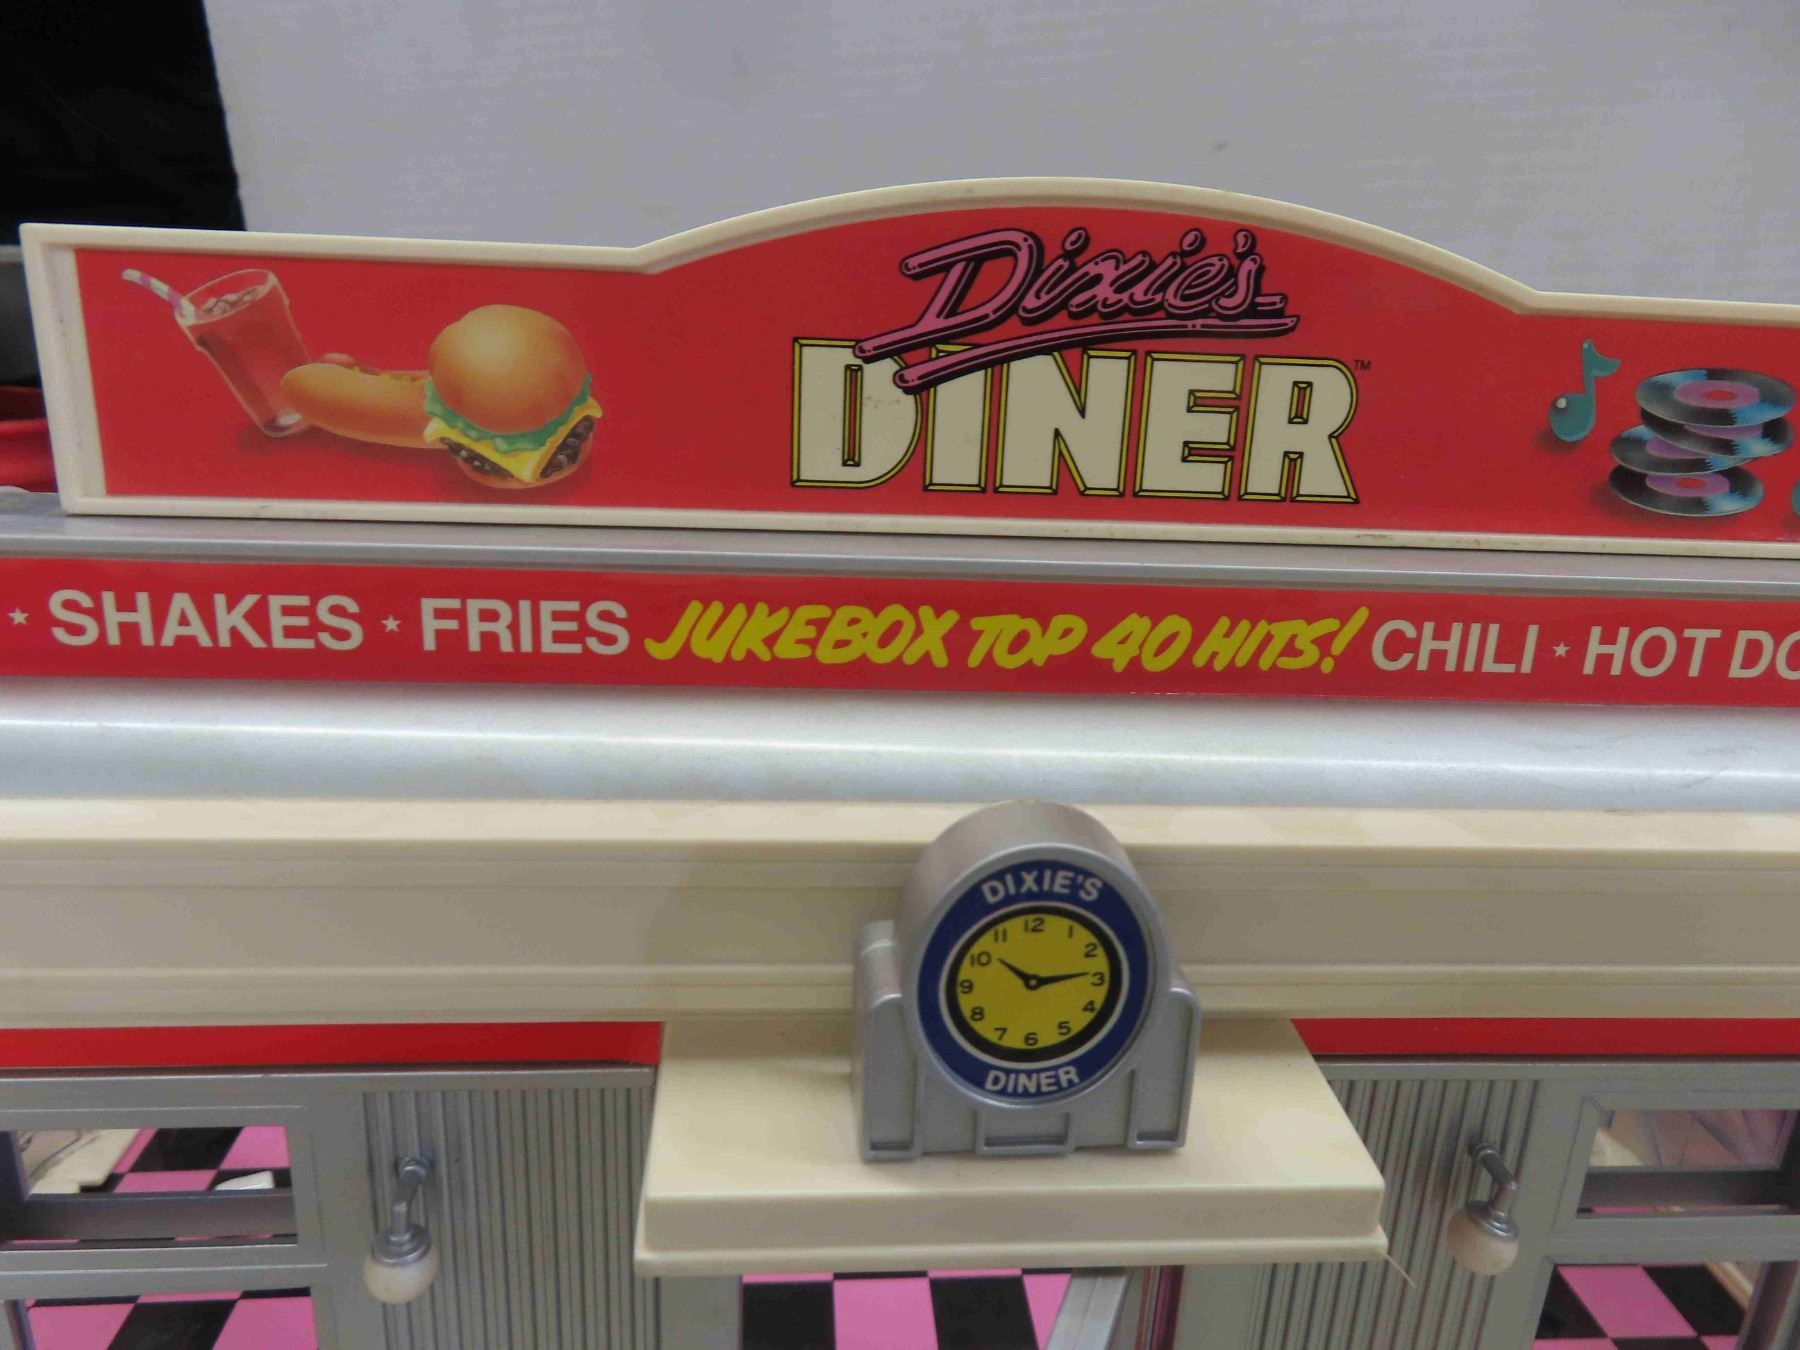 Dixie's
DINER™
★ SHAKES ★ FRIES JUKEBOX TOP 40 HITS! CHILI ★ HOT DO
DIXIE'S
12
1
2
3
4
5
6
7
8
9
10
11
DINER